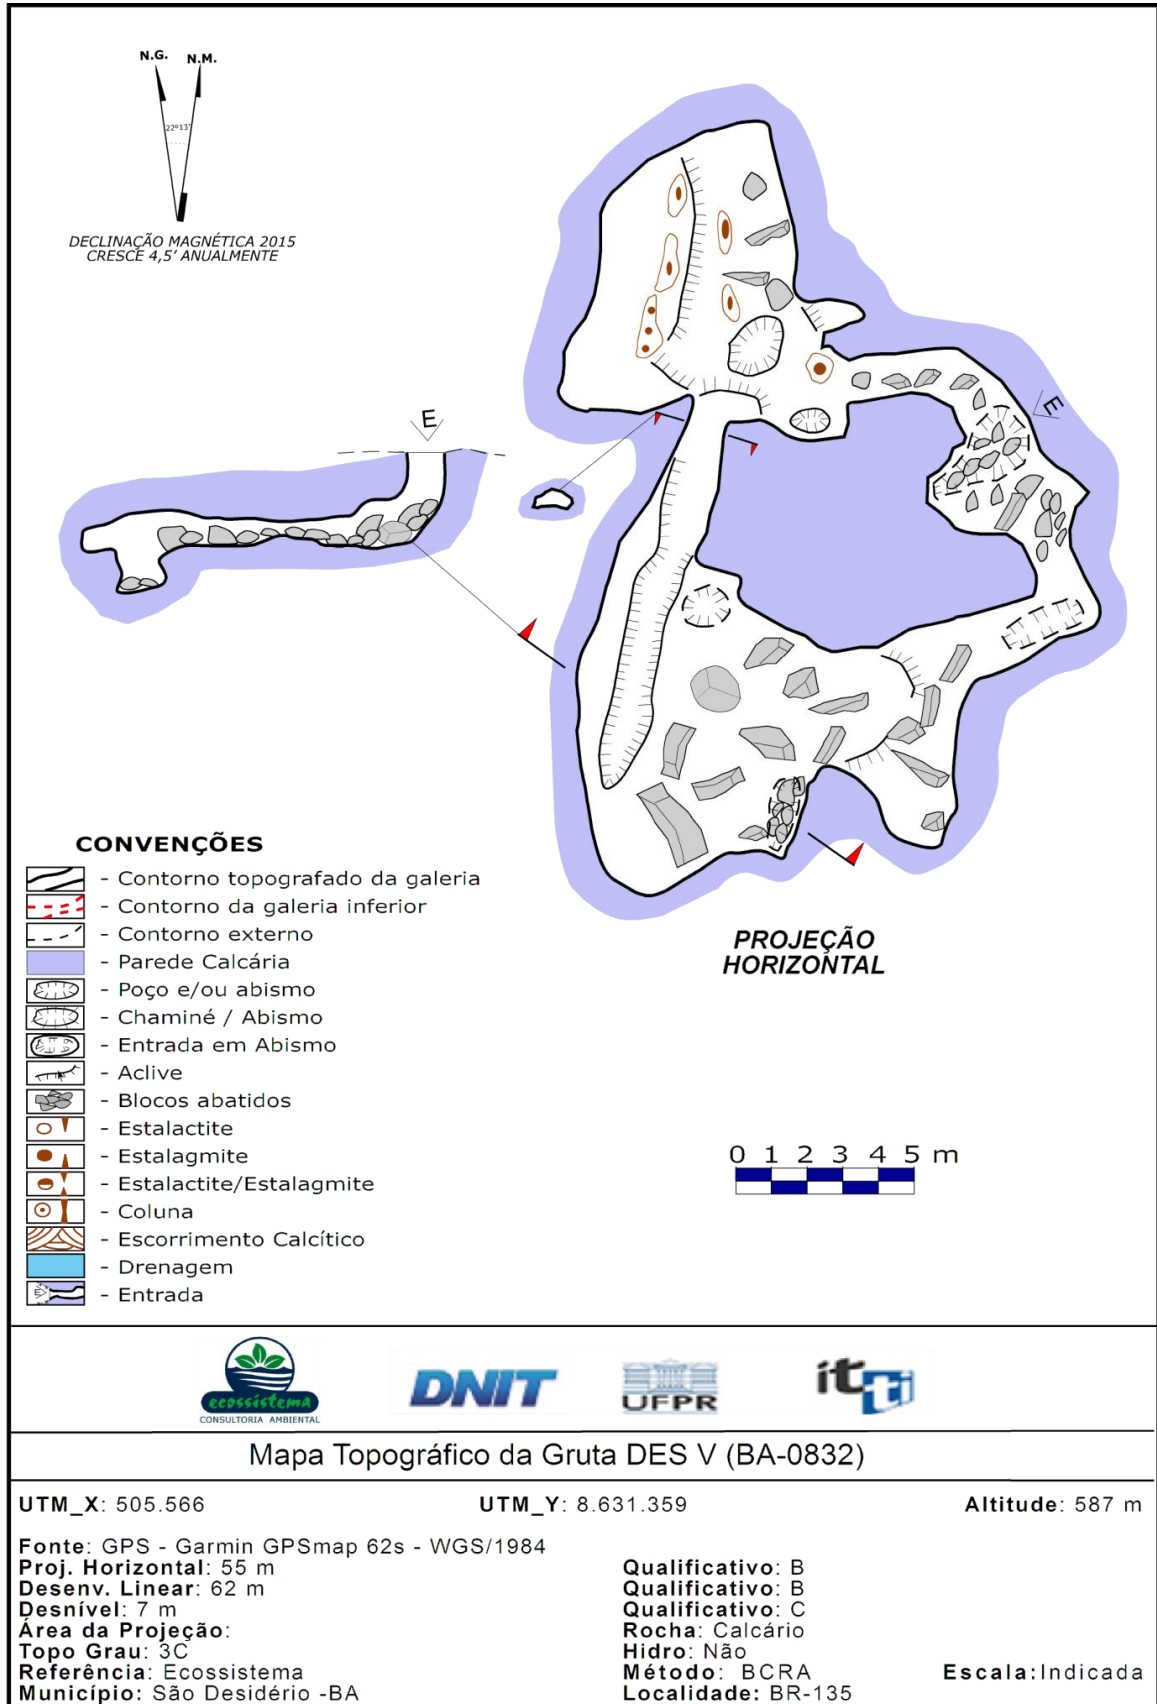 N.G. N.M.
22º13'
DECLINAÇÃO MAGNÉTICA 2015
CRESCE 4,5' ANUALMENTE
E
E
CONVENÇÕES
- Contorno topografado da galeria
- Contorno da galeria inferior
- Contorno externo
- Parede Calcária
- Poço e/ou abismo
- Chaminé / Abismo
- Entrada em Abismo
- Aclive
- Blocos abatidos
- Estalactite
- Estalagmite
- Estalactite/Estalagmite
- Coluna
- Escorrimento Calcítico
- Drenagem
- Entrada
PROJEÇÃO
HORIZONTAL
0 1 2 3 4 5 m
ecossistema
CONSULTORIA AMBIENTAL
DNIT
UFPR
itti
Mapa Topográfico da Gruta DES V (BA-0832)
UTM_X: 505.566 UTM_Y: 8.631.359 Altitude: 587 m
Fonte: GPS - Garmin GPSmap 62s - WGS/1984
Proj. Horizontal: 55 m Qualificativo: B
Desenv. Linear: 62 m Qualificativo: B
Desnível: 7 m Qualificativo: C
Área da Projeção: Rocha: Calcário
Topo Grau: 3C Hidro: Não
Referência: Ecossistema Método: BCRA Escala:Indicada
Município: São Desidério -BA Localidade: BR-135